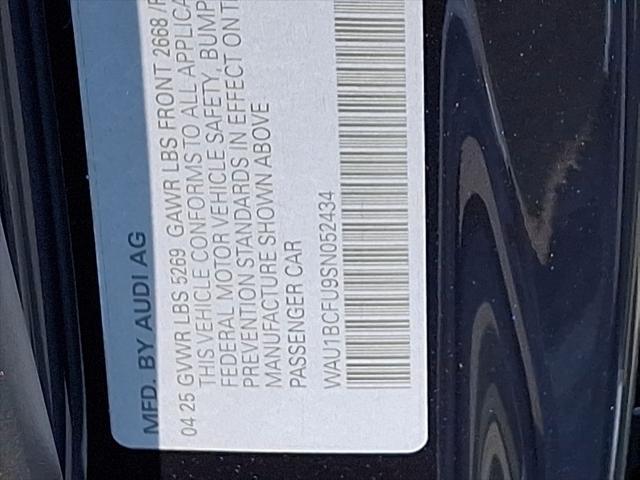 MFD. BY AUDI AG
04 25 GVWR LBS 5269 GAWR LBS FRONT 2668
THIS VEHICLE CONFORMS TO ALL
FEDERAL MOTOR VEHICLE SAFETY, BUMP
PREVENTION STANDARDS IN EFFECT ON
MANUFACTURE SHOWN ABOVE
PASSENGER CAR
WAU1BCFU9SN052434